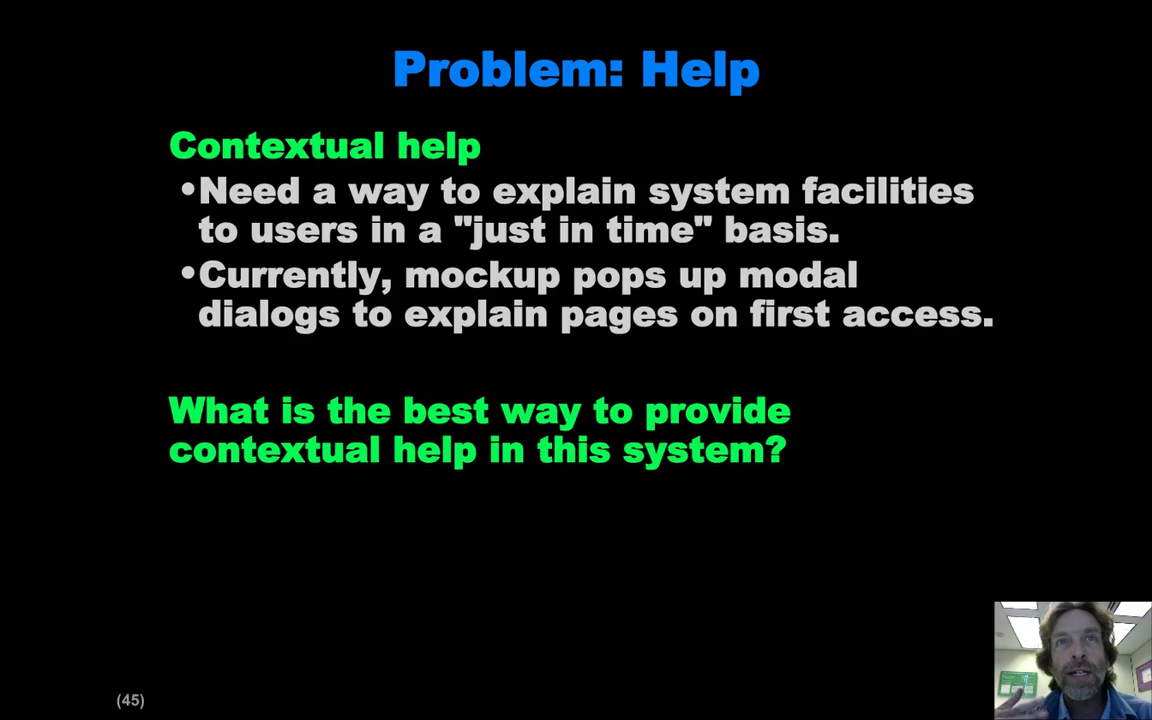 Problem: Help
Contextual help
•Need a way to explain system facilities
to users in a "just in time" basis.
•Currently, mockup pops up modal
dialogs to explain pages on first access.
What is the best way to provide
contextual help in this system?
(45)